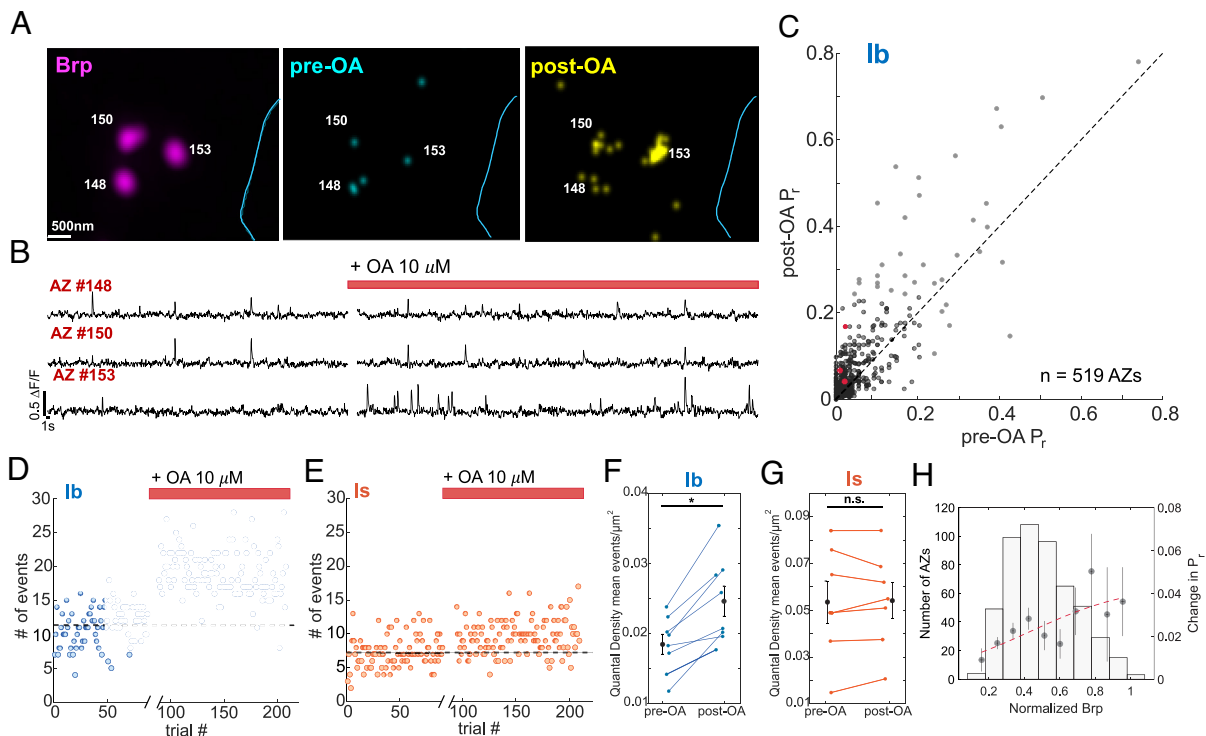 A
Brp
150
153
148
500nm
pre-OA
150
153
148
post-OA
150
153
148
B
+ OA 10 μM
AZ #148
AZ #150
AZ #153
0.5 ΔF/F
1s
C
Ib
post-OA Pr
0.8
0.6
0.4
0.2
0
0 0.2 0.4 0.6 0.8
pre-OA Pr
n = 519 AZs
D
Ib
+ OA 10 μM
# of events
30
25
20
15
10
5
0
0 50 100 150 200
trial #
E
Is
+ OA 10 μM
# of events
30
25
20
15
10
5
0
0 50 100 150 200
trial #
F
Ib
*
Quantal Density mean events/μm²
0.04
0.03
0.02
0.01
pre-OA post-OA
G
Is
n.s.
Quantal Density mean events/μm²
0.09
0.07
0.05
0.03
0.01
pre-OA post-OA
H
Number of AZs
120
100
80
60
40
20
0
0.2 0.4 0.6 0.8 1
Normalized Brp
0.08
0.06
0.04
0.02
0
Change in Pr